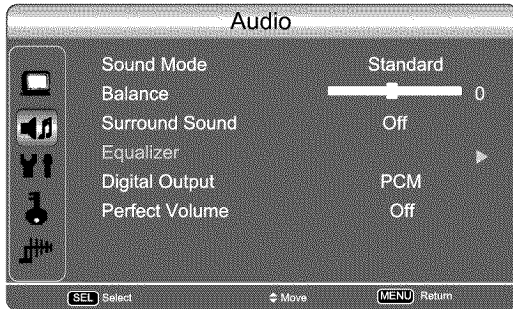 Audio
Sound Mode Standard
Balance 0
Surround Sound Off
Equalizer
Digital Output PCM
Perfect Volume Off
SEL Select Move MENU Return